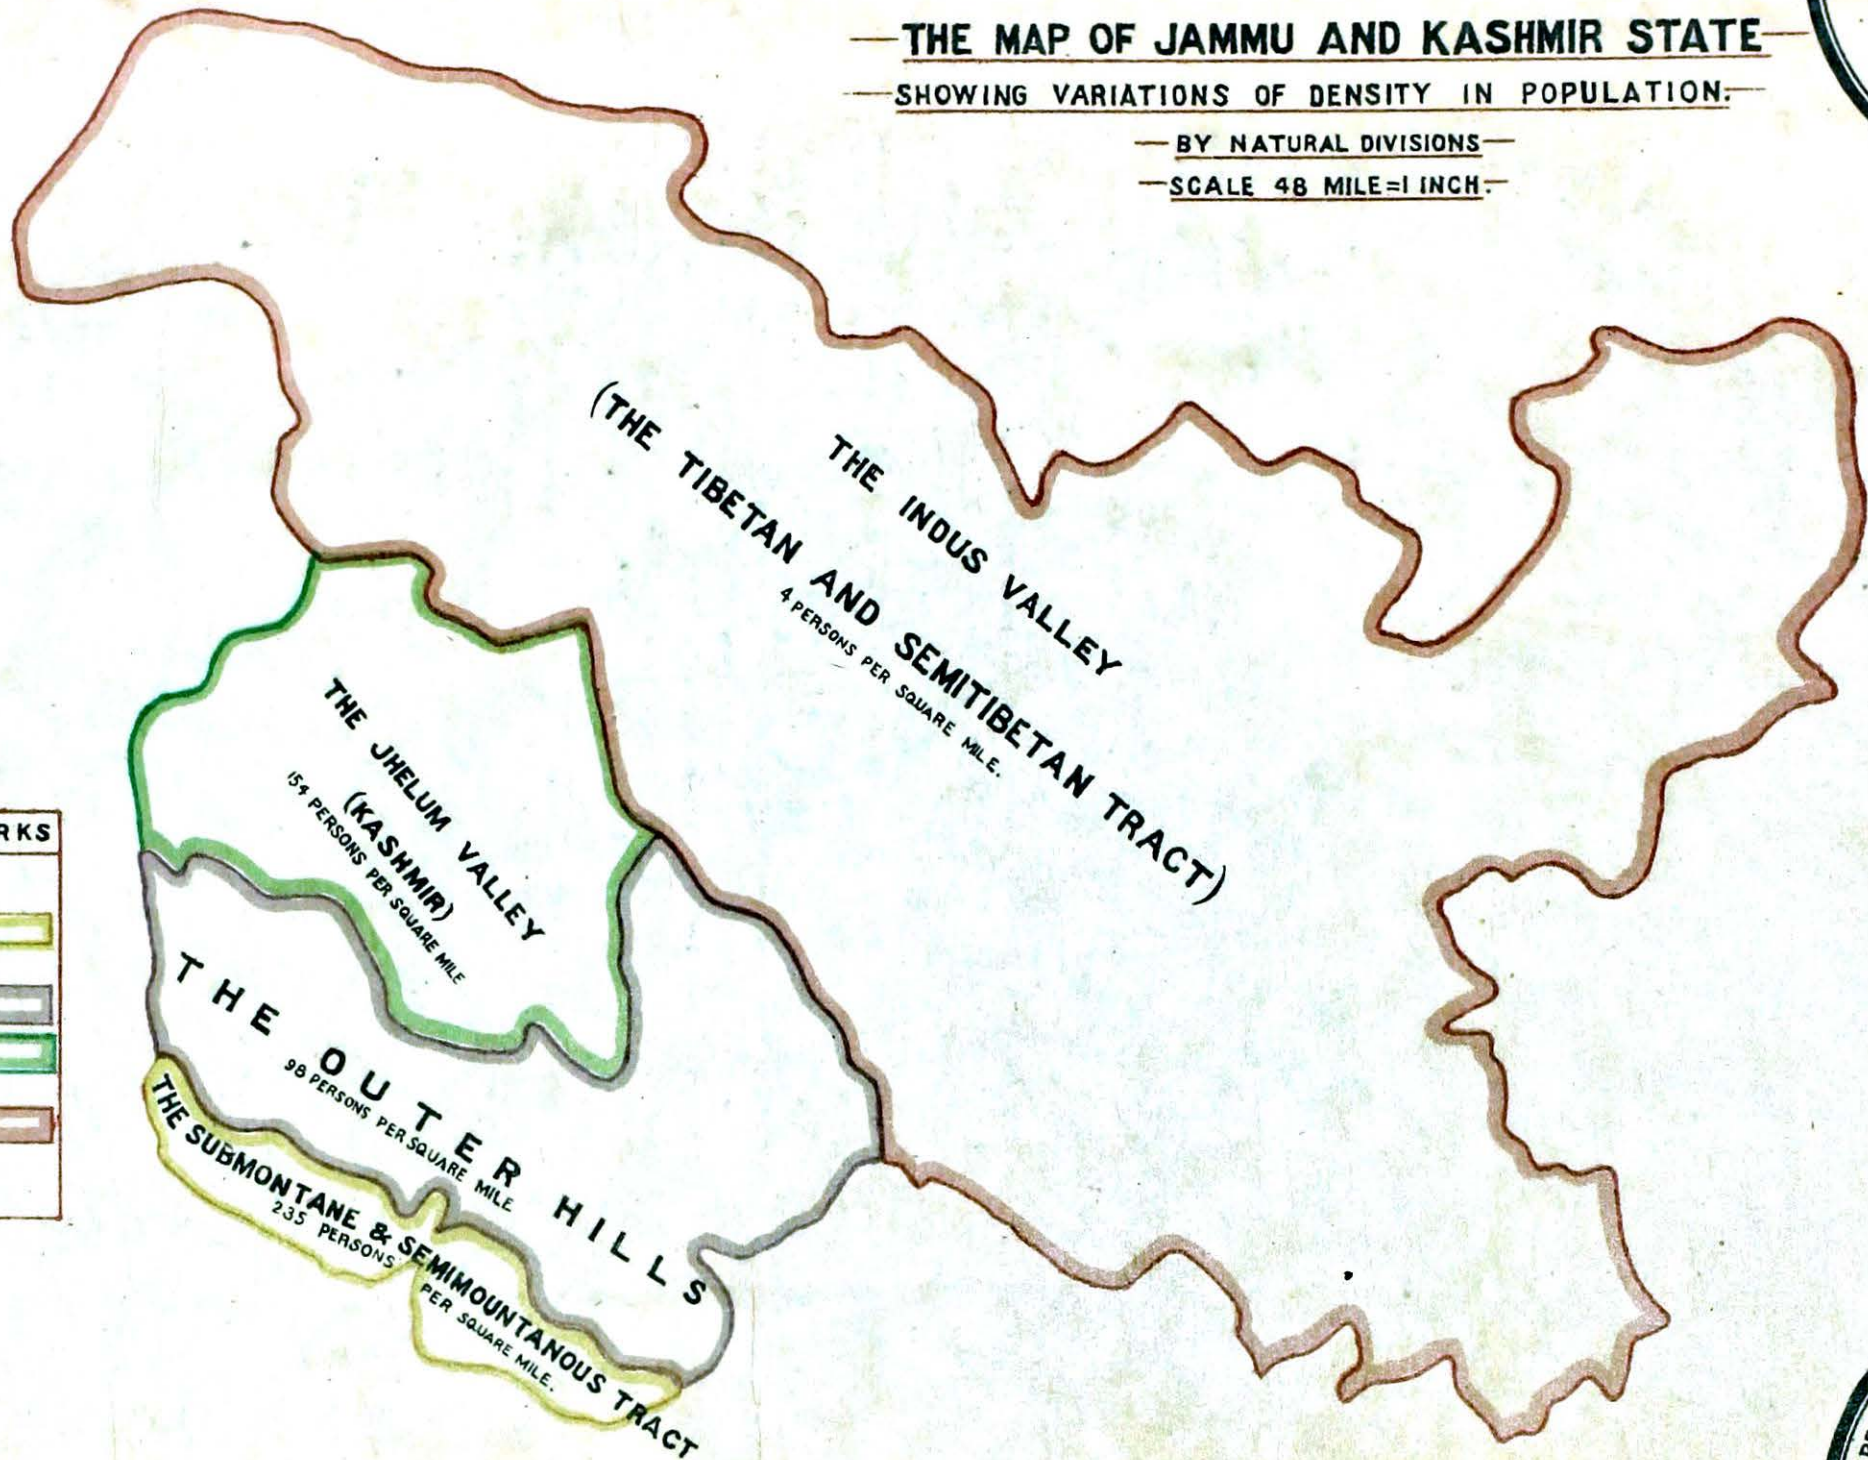 THE MAP OF JAMMU AND KASHMIR STATE
SHOWING VARIATIONS OF DENSITY IN POPULATION.
BY NATURAL DIVISIONS
SCALE 48 MILE=1 INCH.
THE INDUS VALLEY
(THE TIBETAN AND SEMITIBETAN TRACT)
4 PERSONS PER SQUARE MILE.
THE JHELUM VALLEY
(KASHMIR)
154 PERSONS PER SQUARE MILE
RKS
THE OUTER HILLS
98 PERSONS PER SQUARE MILE
THE SUBMONTANE & SEMIMOUNTANOUS TRACT
235 PERSONS PER SQUARE MILE.